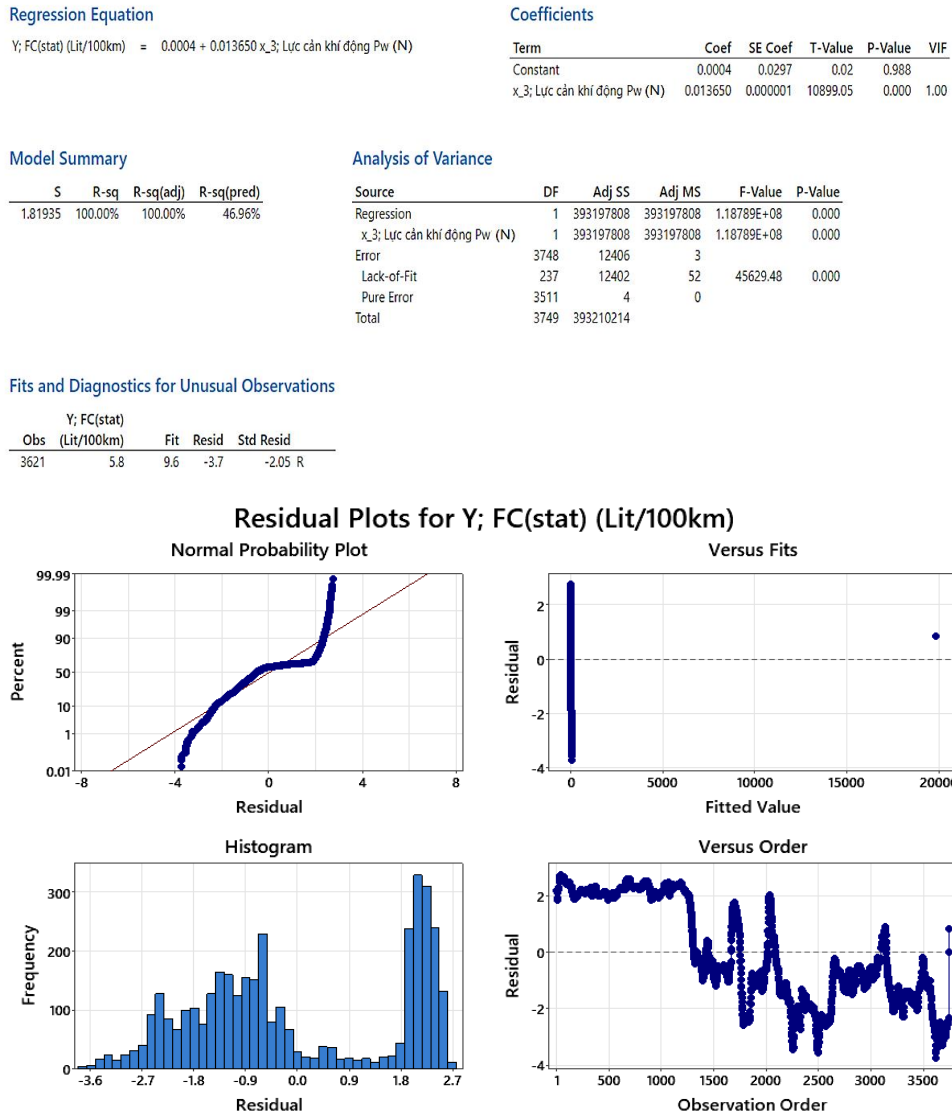 Regression Equation
Y; FC(stat) (Lit/100km) = 0.0004 + 0.013650 x_3; Lực cản khí động Pw (N)
Coefficients
Term Coef SE Coef T-Value P-Value VIF
Constant 0.0004 0.0297 0.02 0.988
x_3; Lực cản khí động Pw (N) 0.013650 0.000001 10899.05 0.000 1.00
Model Summary
S R-sq R-sq(adj) R-sq(pred)
1.81935 100.00% 100.00% 46.96%
Analysis of Variance
Source DF Adj SS Adj MS F-Value P-Value
Regression 1 393197808 393197808 1.18789E+08 0.000
x_3; Lực cản khí động Pw (N) 1 393197808 393197808 1.18789E+08 0.000
Error 3748 12406 3
Lack-of-Fit 237 12402 52 45629.48 0.000
Pure Error 3511 4 0
Total 3749 393210214
Fits and Diagnostics for Unusual Observations
Y; FC(stat)
Obs (Lit/100km) Fit Resid Std Resid
3621 5.8 9.6 -3.7 -2.05 R
Residual Plots for Y; FC(stat) (Lit/100km)
Normal Probability Plot
99.99
99
90
50
10
1
0.01
Percent
-8 -4 0 4 8
Residual
Versus Fits
2
0
-2
-4
Residual
0 5000 10000 15000 20000
Fitted Value
Histogram
300
200
100
0
Frequency
-3.6 -2.7 -1.8 -0.9 0.0 0.9 1.8 2.7
Residual
Versus Order
2
0
-2
-4
Residual
1 500 1000 1500 2000 2500 3000 3500
Observation Order